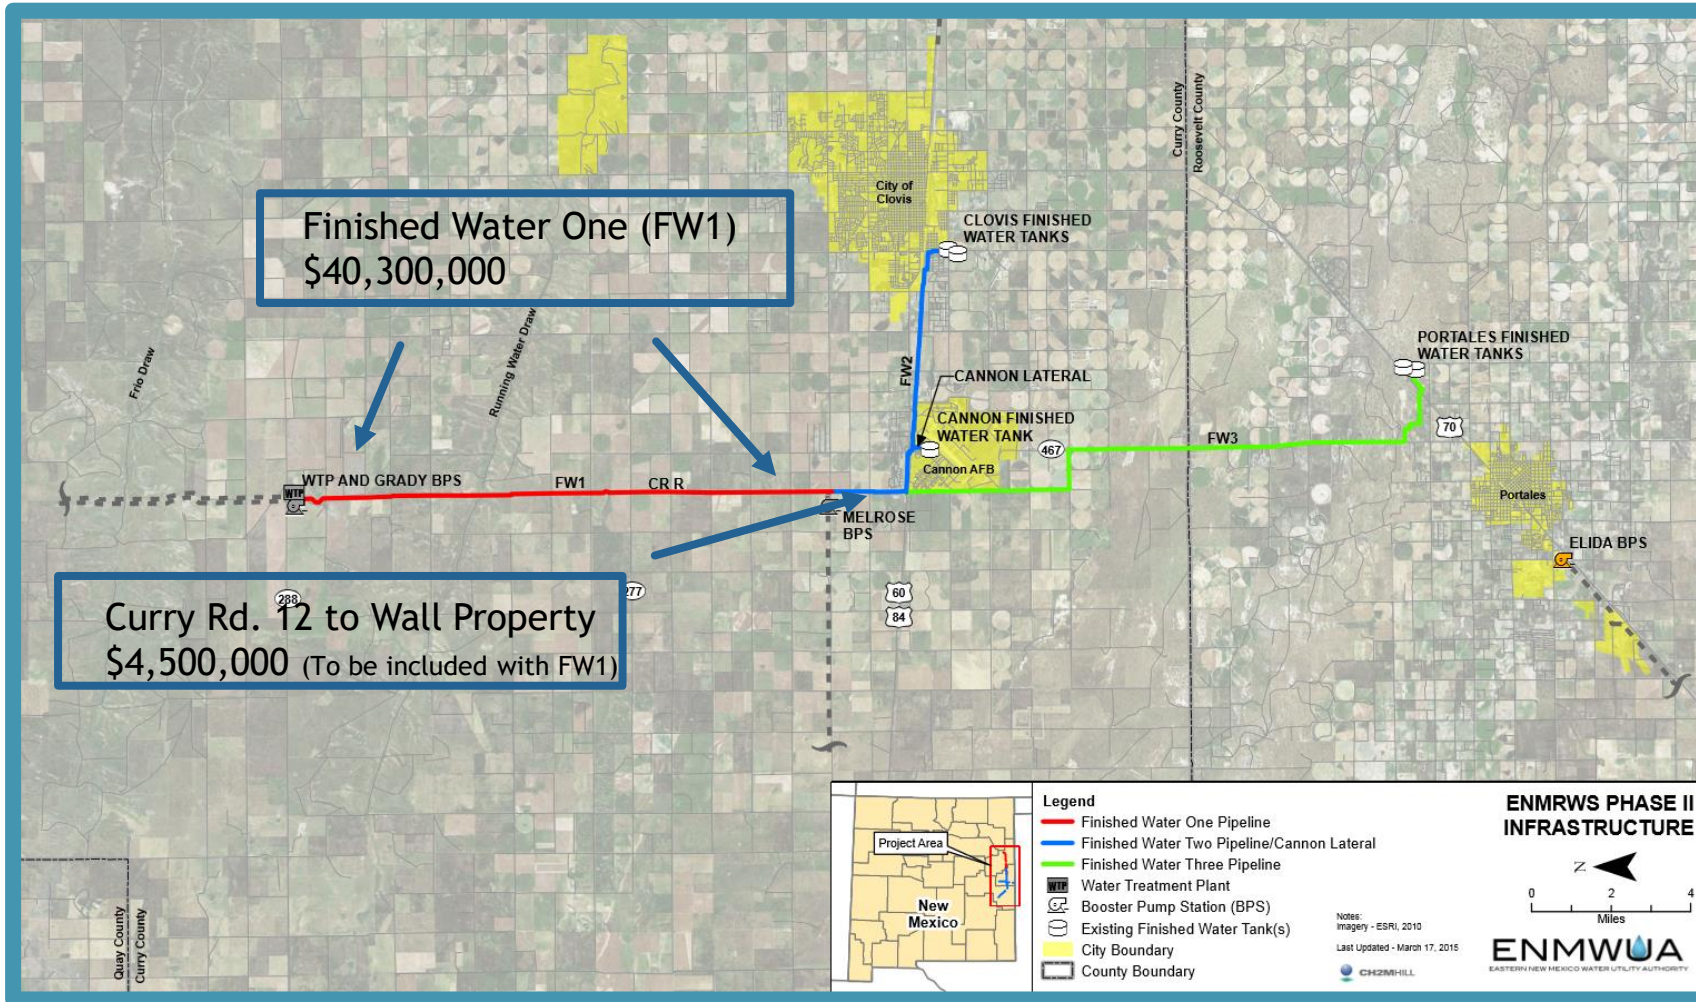 Finished Water One (FW1)
$40,300,000
City of
Clovis
CLOVIS FINISHED
WATER TANKS
Curry County
Roosevelt County
Frio Draw
Running Water Draw
FW2
CANNON LATERAL
CANNON FINISHED
WATER TANK
Cannon AFB
467
FW3
PORTALES FINISHED
WATER TANKS
70
Portales
ELIDA BPS
WTP AND GRADY BPS
WTP
FW1
CR R
MELROSE
BPS
60
84
288
277
Curry Rd. 12 to Wall Property
$4,500,000 (To be included with FW1)
Quay County
Curry County
Project Area
New
Mexico
Legend
Finished Water One Pipeline
Finished Water Two Pipeline/Cannon Lateral
Finished Water Three Pipeline
WTP Water Treatment Plant
Booster Pump Station (BPS)
Existing Finished Water Tank(s)
City Boundary
County Boundary
Notes:
Imagery - ESRI, 2010
Last Updated - March 17, 2015
CH2MHILL
ENMRWS PHASE II
INFRASTRUCTURE
N
0 2 4
Miles
ENMWUA
EASTERN NEW MEXICO WATER UTILITY AUTHORITY